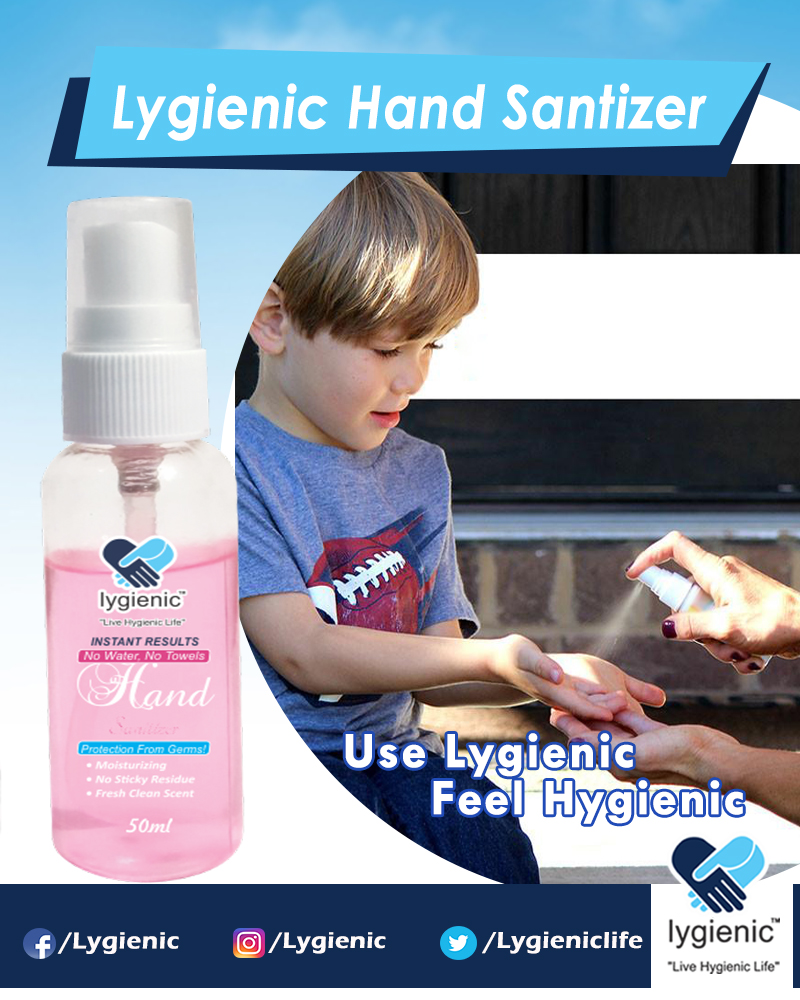 Lygienic Hand Santizer
lygienic™
"Live Hygienic Life"
INSTANT RESULTS
No Water, No Towels
Hand
Sanitizer
Protection From Germs!
• Moisturizing
• No Sticky Residue
• Fresh Clean Scent
50ml
Use Lygienic
Feel Hygienic
/Lygienic
/Lygienic
/Lygieniclife
lygienic™
"Live Hygienic Life"